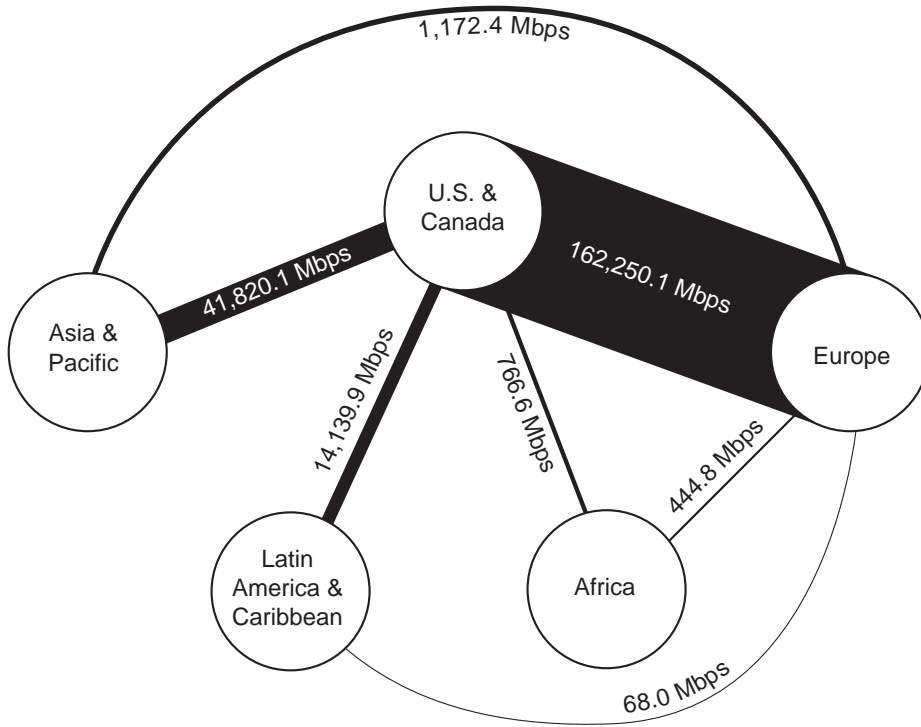 1,172.4 Mbps
U.S. &
Canada
162,250.1 Mbps
41,820.1 Mbps
Asia &
Pacific
Europe
14,139.9 Mbps
766.6 Mbps
444.8 Mbps
Latin
America &
Caribbean
Africa
68.0 Mbps